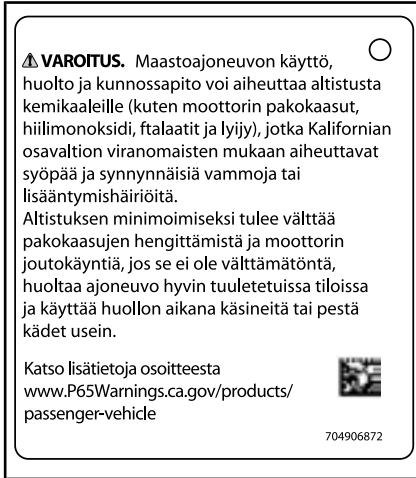 ⚠ VAROITUS. Maastoajoneuvon käyttö,
huolto ja kunnossapito voi aiheuttaa altistusta
kemikaaleille (kuten moottorin pakokaasut,
hiilimonoksidi, ftalaatit ja lyijy), jotka Kalifornian
osavaltion viranomaisten mukaan aiheuttavat
syöpää ja synnynnäisiä vammoja tai
lisääntymishäiriöitä.
Altistuksen minimoimiseksi tulee välttää
pakokaasujen hengittämistä ja moottorin
joutokäyntiä, jos se ei ole välttämätöntä,
huoltaa ajoneuvo hyvin tuuletetuissa tiloissa
ja käyttää huollon aikana käsineitä tai pestä
kädet usein.
Katso lisätietoja osoitteesta
www.P65Warnings.ca.gov/products/
passenger-vehicle
704906872